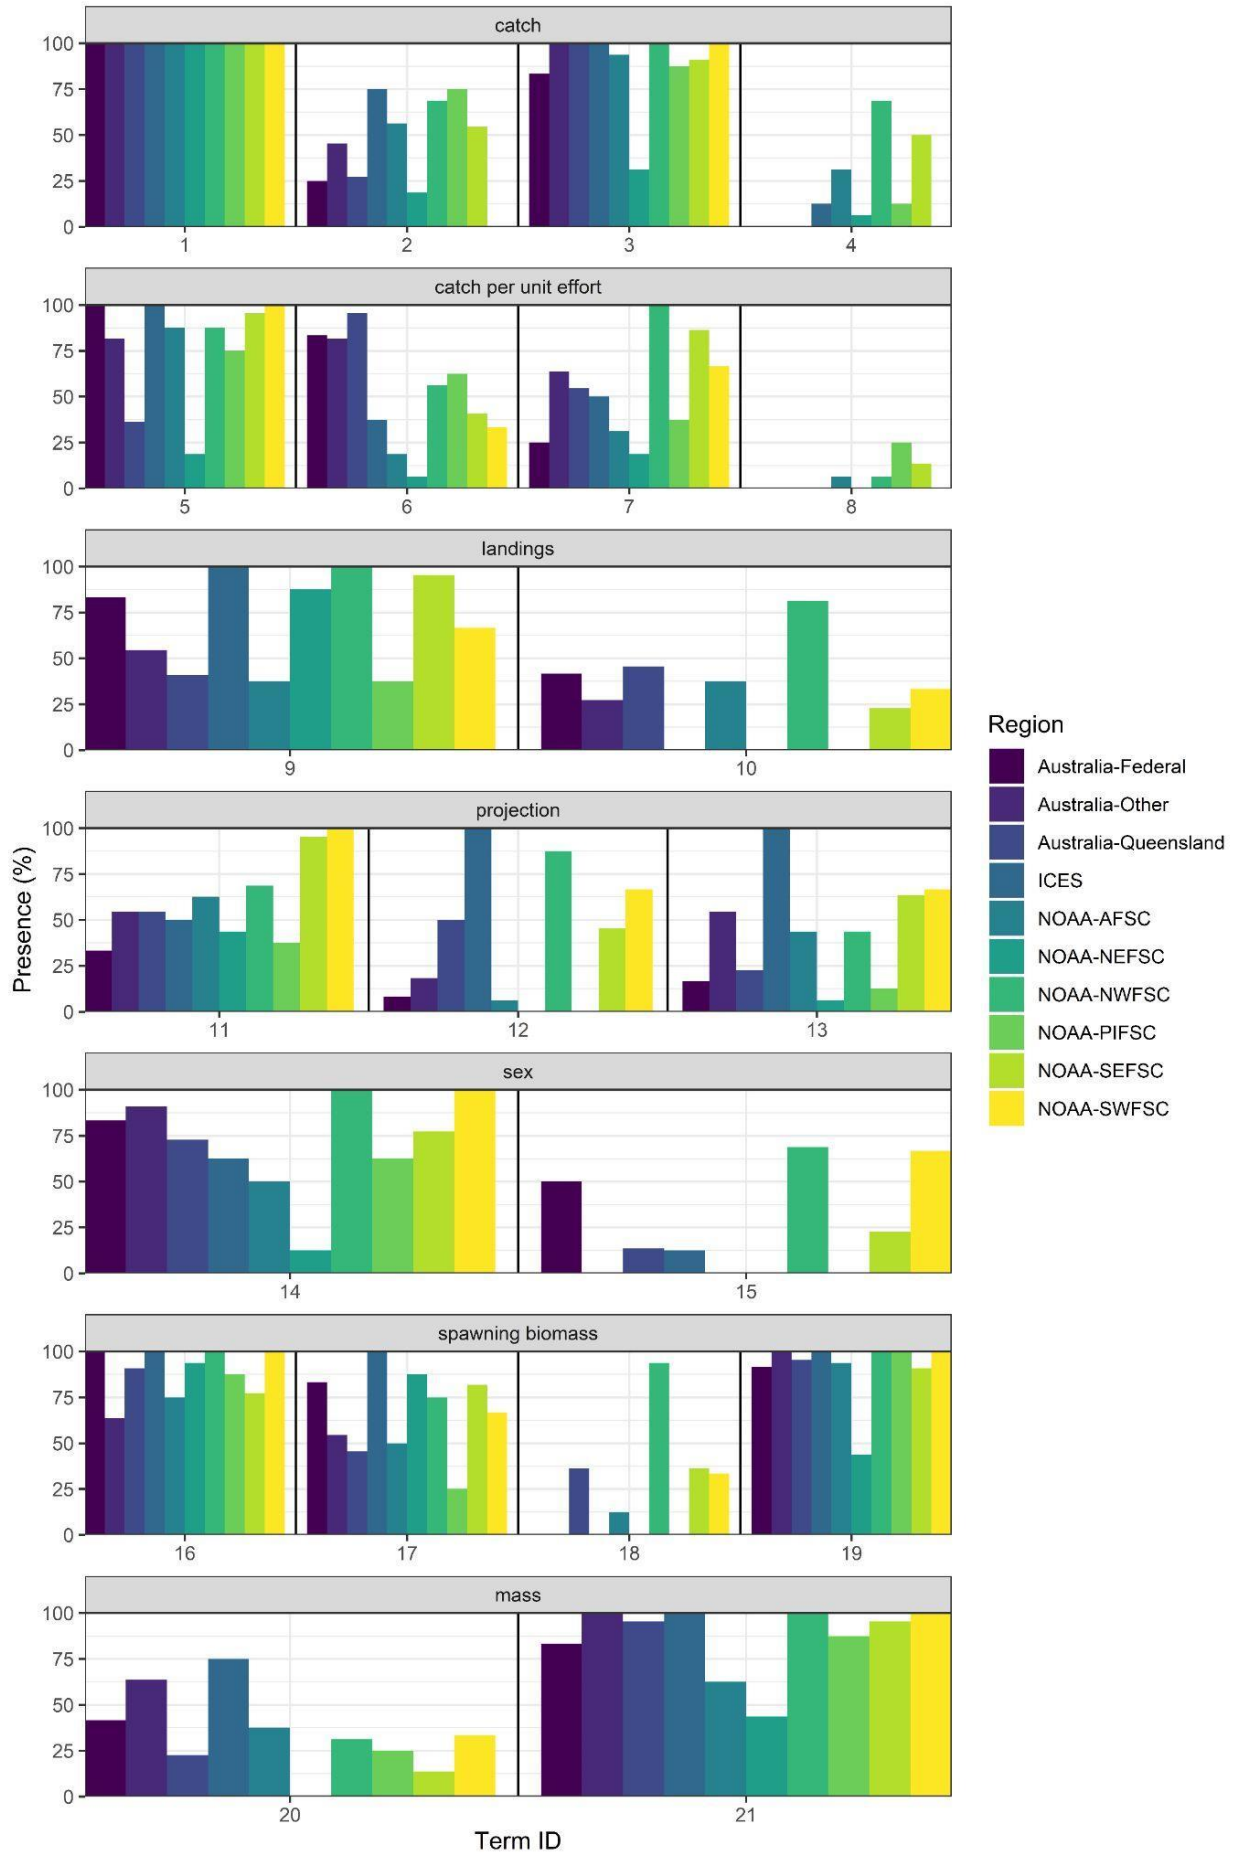 catch
100
75
50
25
0
1 2 3 4
catch per unit effort
100
75
50
25
0
5 6 7 8
landings
100
75
50
25
0
9 10
projection
100
75
50
25
0
11 12 13
sex
100
75
50
25
0
14 15
spawning biomass
100
75
50
25
0
16 17 18 19
mass
100
75
50
25
0
20 21
Term ID
Presence (%)
Region
Australia-Federal
Australia-Other
Australia-Queensland
ICES
NOAA-AFSC
NOAA-NEFSC
NOAA-NWFSC
NOAA-PIFSC
NOAA-SEFSC
NOAA-SWFSC